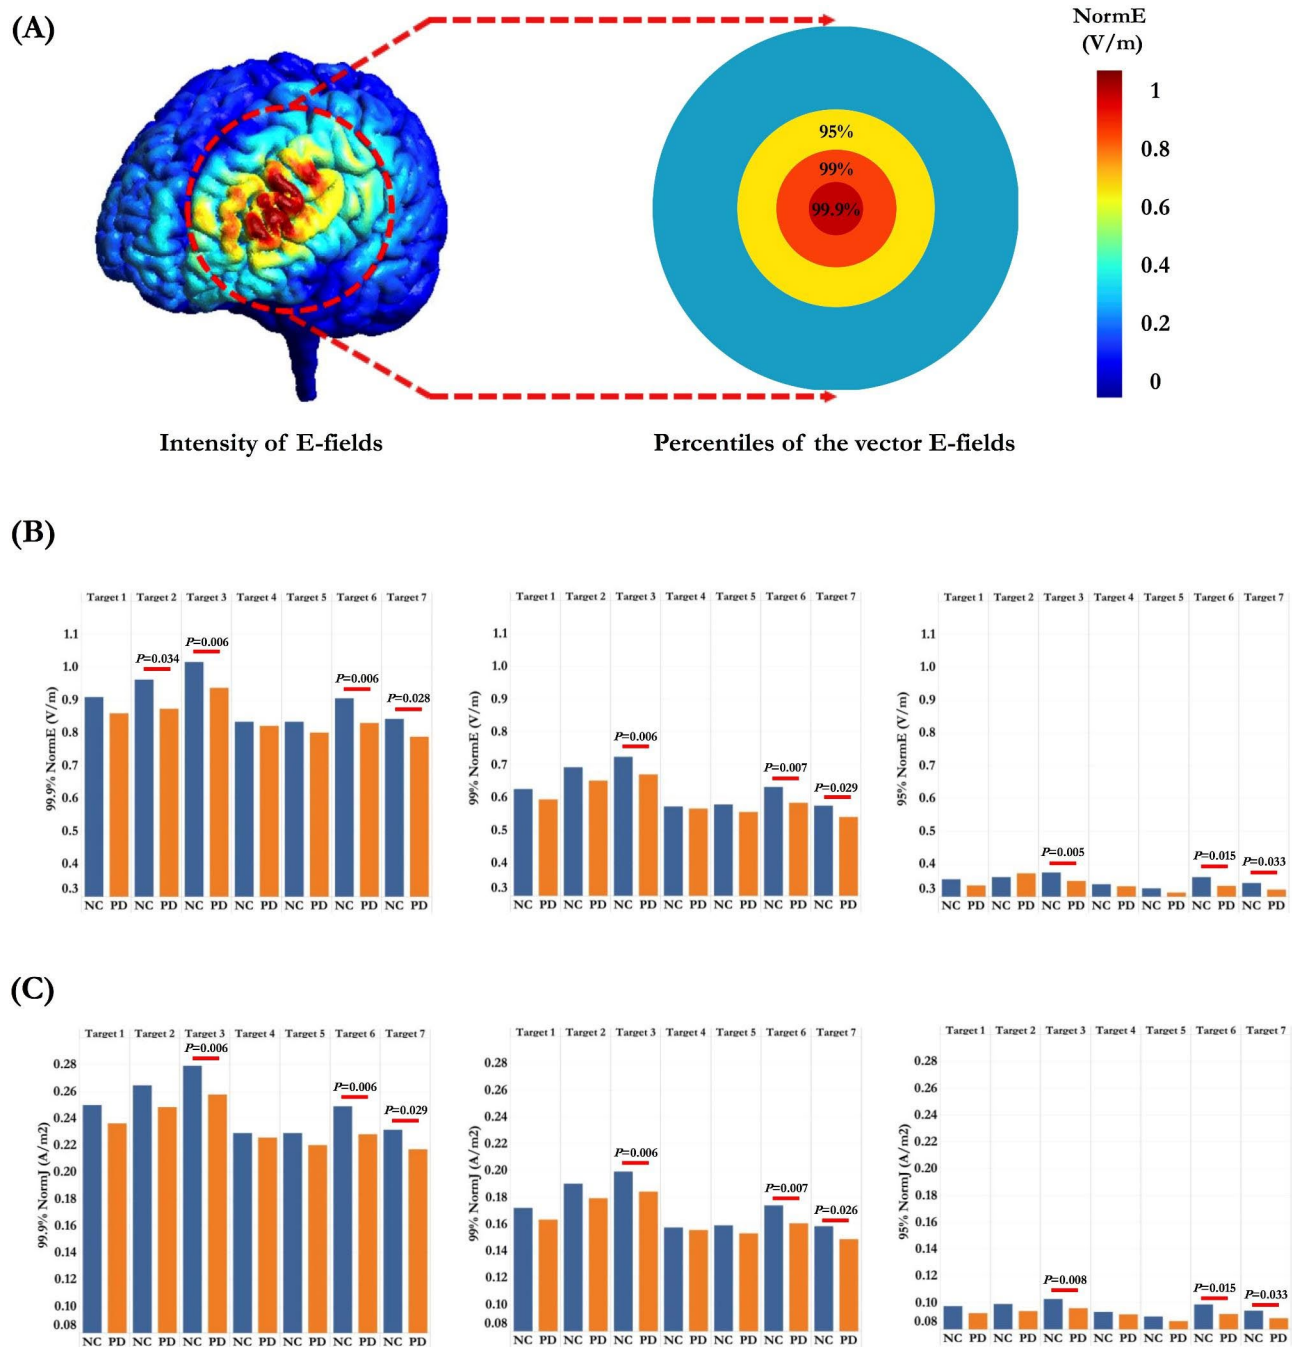 (A)
NormE
(V/m)
95%
99%
99.9%
1
0.8
0.6
0.4
0.2
0
Intensity of E-fields
Percentiles of the vector E-fields
(B)
Target 1 Target 2 Target 3 Target 4 Target 5 Target 6 Target 7
99.9% NormE (V/m)
1.1
1.0
0.9
0.8
0.7
0.6
0.5
0.4
0.3
P=0.034
P=0.006
P=0.006
P=0.028
NC PD NC PD NC PD NC PD NC PD NC PD NC PD
Target 1 Target 2 Target 3 Target 4 Target 5 Target 6 Target 7
99% NormE (V/m)
1.1
1.0
0.9
0.8
0.7
0.6
0.5
0.4
0.3
P=0.006
P=0.007
P=0.029
NC PD NC PD NC PD NC PD NC PD NC PD NC PD
Target 1 Target 2 Target 3 Target 4 Target 5 Target 6 Target 7
95% NormE (V/m)
1.1
1.0
0.9
0.8
0.7
0.6
0.5
0.4
0.3
P=0.005
P=0.015
P=0.033
NC PD NC PD NC PD NC PD NC PD NC PD NC PD
(C)
Target 1 Target 2 Target 3 Target 4 Target 5 Target 6 Target 7
99.9% NormJ (A/m2)
0.28
0.26
0.24
0.22
0.20
0.18
0.16
0.14
0.12
0.10
0.08
P=0.006
P=0.006
P=0.029
NC PD NC PD NC PD NC PD NC PD NC PD NC PD
Target 1 Target 2 Target 3 Target 4 Target 5 Target 6 Target 7
99% NormJ (A/m2)
0.28
0.26
0.24
0.22
0.20
0.18
0.16
0.14
0.12
0.10
0.08
P=0.006
P=0.007
P=0.026
NC PD NC PD NC PD NC PD NC PD NC PD NC PD
Target 1 Target 2 Target 3 Target 4 Target 5 Target 6 Target 7
95% NormJ (A/m2)
0.28
0.26
0.24
0.22
0.20
0.18
0.16
0.14
0.12
0.10
0.08
P=0.008
P=0.015
P=0.033
NC PD NC PD NC PD NC PD NC PD NC PD NC PD